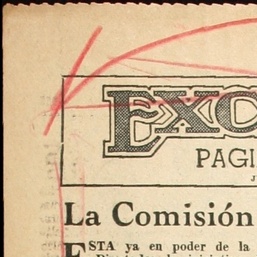 EXC
PAGI
J
La Comisión
ESTA ya en poder de la